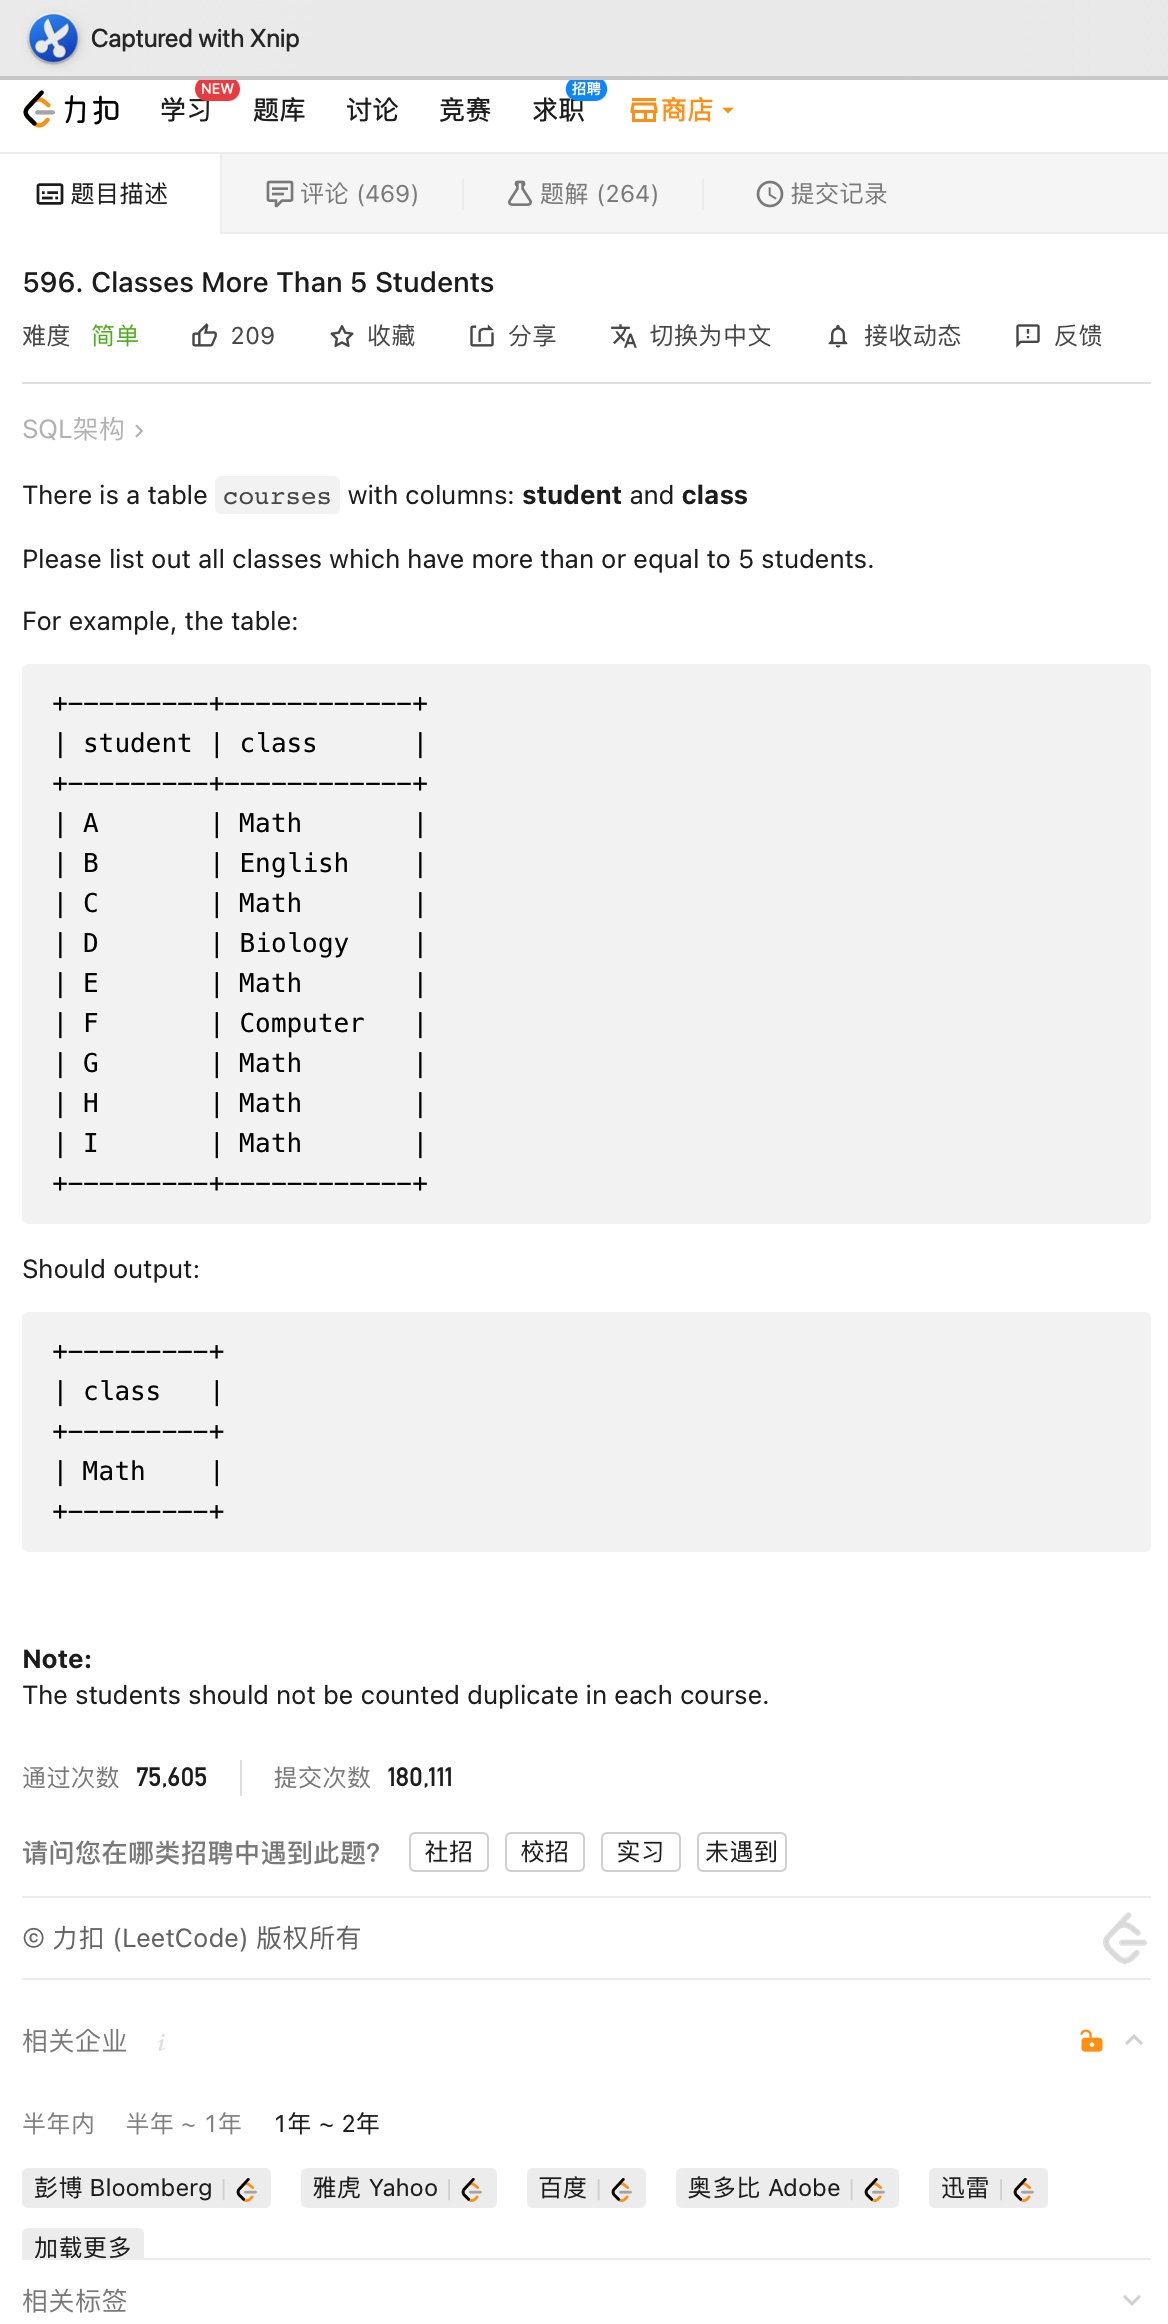 Captured with Xnip
力扣 学习 NEW 题库 讨论 竞赛 求职 招聘 商店
题目描述 评论 (469) 题解 (264) 提交记录
596. Classes More Than 5 Students
难度 简单 209 收藏 分享 切换为中文 接收动态 反馈
SQL架构 ›
There is a table courses with columns: student and class
Please list out all classes which have more than or equal to 5 students.
For example, the table:
+---------+------------+
| student | class      |
+---------+------------+
| A       | Math       |
| B       | English    |
| C       | Math       |
| D       | Biology    |
| E       | Math       |
| F       | Computer   |
| G       | Math       |
| H       | Math       |
| I       | Math       |
+---------+------------+
Should output:
+---------+
| class   |
+---------+
| Math    |
+---------+
Note:
The students should not be counted duplicate in each course.
通过次数 75,605 提交次数 180,111
请问您在哪类招聘中遇到此题? 社招 校招 实习 未遇到
© 力扣 (LeetCode) 版权所有
相关企业 i
半年内 半年 ~ 1年 1年 ~ 2年
彭博 Bloomberg 雅虎 Yahoo 百度 奥多比 Adobe 迅雷
加载更多
相关标签